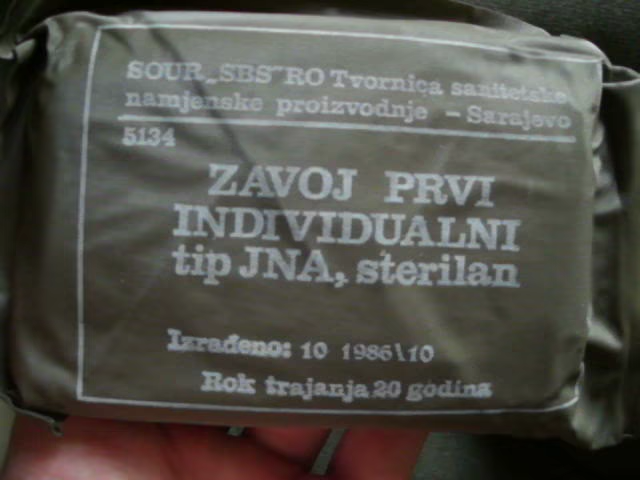 SOUR „SBS" RO Tvornica sanitetske
namjenske proizvodnje – Sarajevo
5134
ZAVOJ PRVI
INDIVIDUALNI
tip JNA, sterilan
Izrađeno: 10 1986\10
Rok trajanja 20 godina